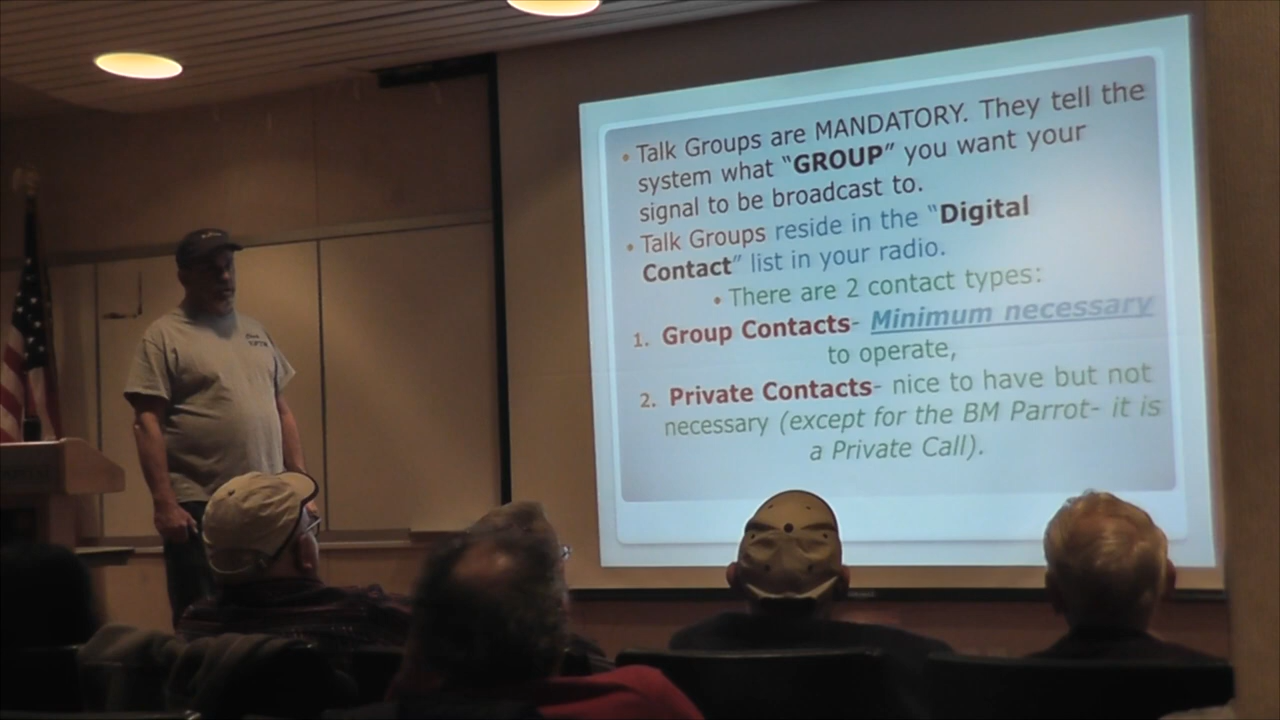 • Talk Groups are MANDATORY. They tell the
system what “GROUP” you want your
signal to be broadcast to.
• Talk Groups reside in the “Digital
Contact” list in your radio.
• There are 2 contact types:
1. Group Contacts- Minimum necessary
to operate,
2. Private Contacts- nice to have but not
necessary (except for the BM Parrot- it is
a Private Call).